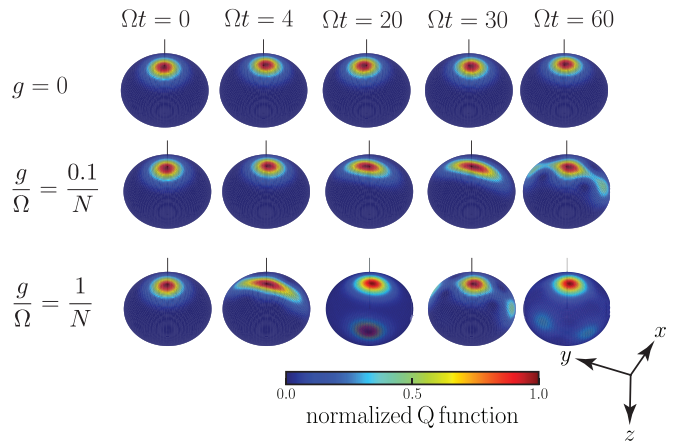 Ωt = 0 Ωt = 4 Ωt = 20 Ωt = 30 Ωt = 60
g = 0
g/Ω = 0.1/N
g/Ω = 1/N
x
y
z
0.0 0.5 1.0
normalized Q function